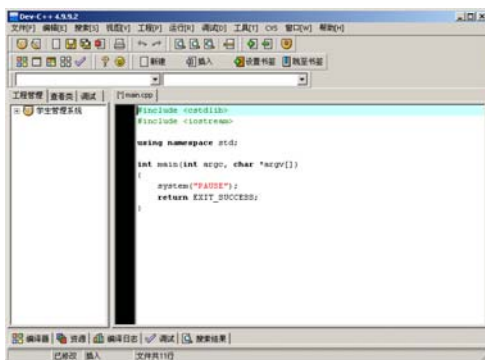 Dev-C++ 4.9.9.2
文件[F] 编辑[E] 搜索[S] 视图[V] 工程[P] 运行[R] 调试[D] 工具[T] CVS 窗口[W] 帮助[H]
新建 插入 设置书签 跳至书签
工程管理 查看类 调试 [*] main.cpp
学生管理系统
#include <cstdlib>
#include <iostream>
using namespace std;
int main(int argc, char *argv[])
{
system("PAUSE");
return EXIT_SUCCESS;
}
编译器 资源 编译日志 调试 搜索结果
已修改 插入 文件共11行